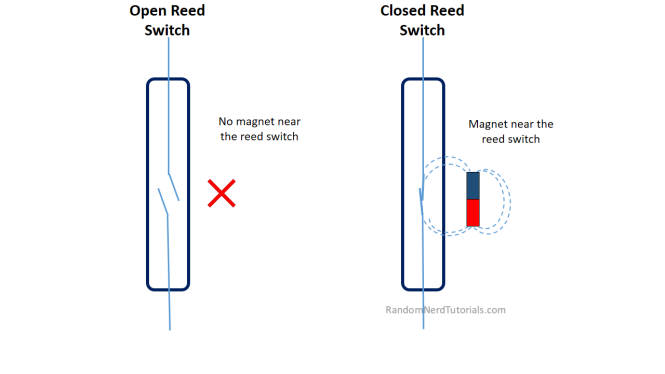 Open Reed
Switch
Closed Reed
Switch
No magnet near
the reed switch
Magnet near the
reed switch
RandomNerdTutorials.com